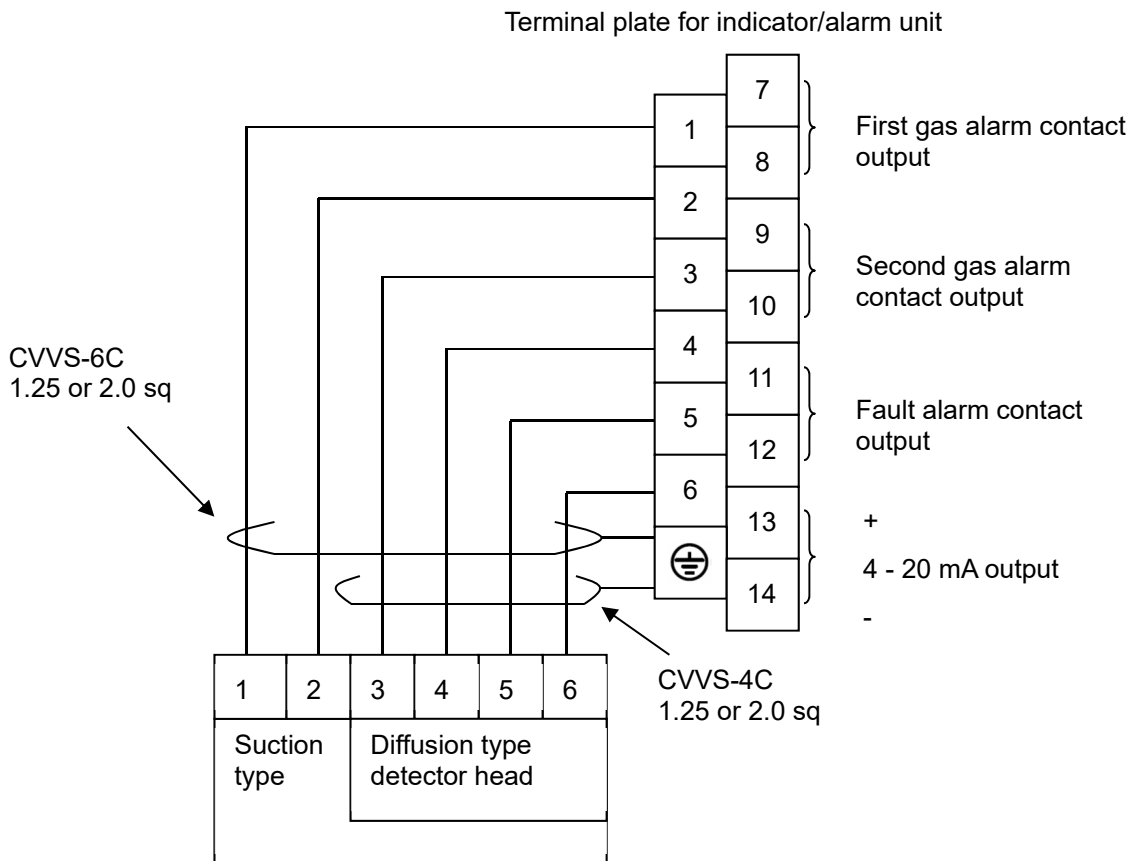 Terminal plate for indicator/alarm unit
7
1
First gas alarm contact
output
8
2
9
3
Second gas alarm
contact output
10
4
CVVS-6C
1.25 or 2.0 sq
11
5
Fault alarm contact
output
12
6
13
+
4 - 20 mA output
14
-
CVVS-4C
1.25 or 2.0 sq
1 2 3 4 5 6
Suction
type
Diffusion type
detector head